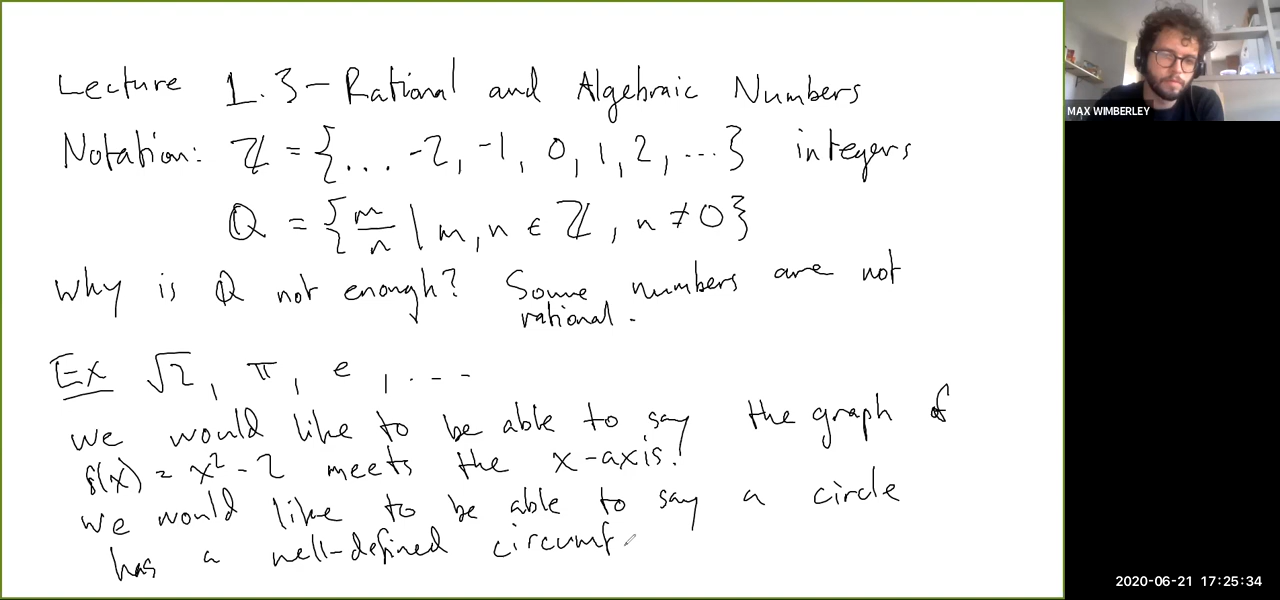 Lecture 1.3 - Rational and Algebraic Numbers
Notation: ℤ = {... -2, -1, 0, 1, 2, ...} integers
ℚ = {m/n | m, n ∈ ℤ, n ≠ 0}
Why is ℚ not enough? Some numbers are not
rational.
Ex √2, π, e, ...
We would like to be able to say the graph of
f(x) = x² - 2 meets the x-axis!
We would like to be able to say a circle
has a well-defined circumf
MAX WIMBERLEY
2020-06-21 17:25:34